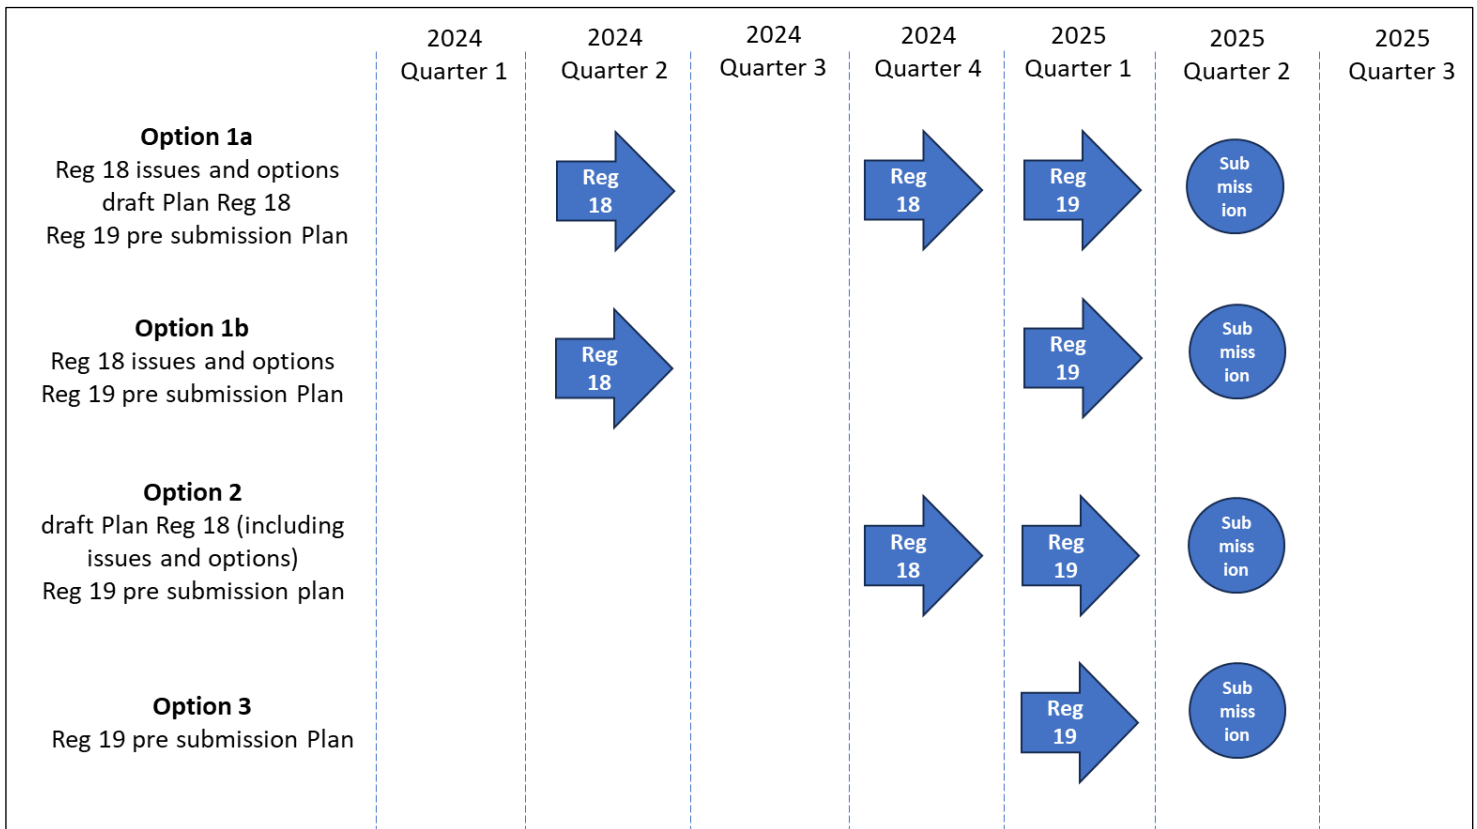 2024 2024 2024 2024 2025 2025 2025
Quarter 1 Quarter 2 Quarter 3 Quarter 4 Quarter 1 Quarter 2 Quarter 3
Option 1a
Reg 18 issues and options
draft Plan Reg 18
Reg 19 pre submission Plan
Reg
18
Reg
18
Reg
19
Sub
miss
ion
Option 1b
Reg 18 issues and options
Reg 19 pre submission Plan
Reg
18
Reg
19
Sub
miss
ion
Option 2
draft Plan Reg 18 (including
issues and options)
Reg 19 pre submission plan
Reg
18
Reg
19
Sub
miss
ion
Option 3
Reg 19 pre submission Plan
Reg
19
Sub
miss
ion